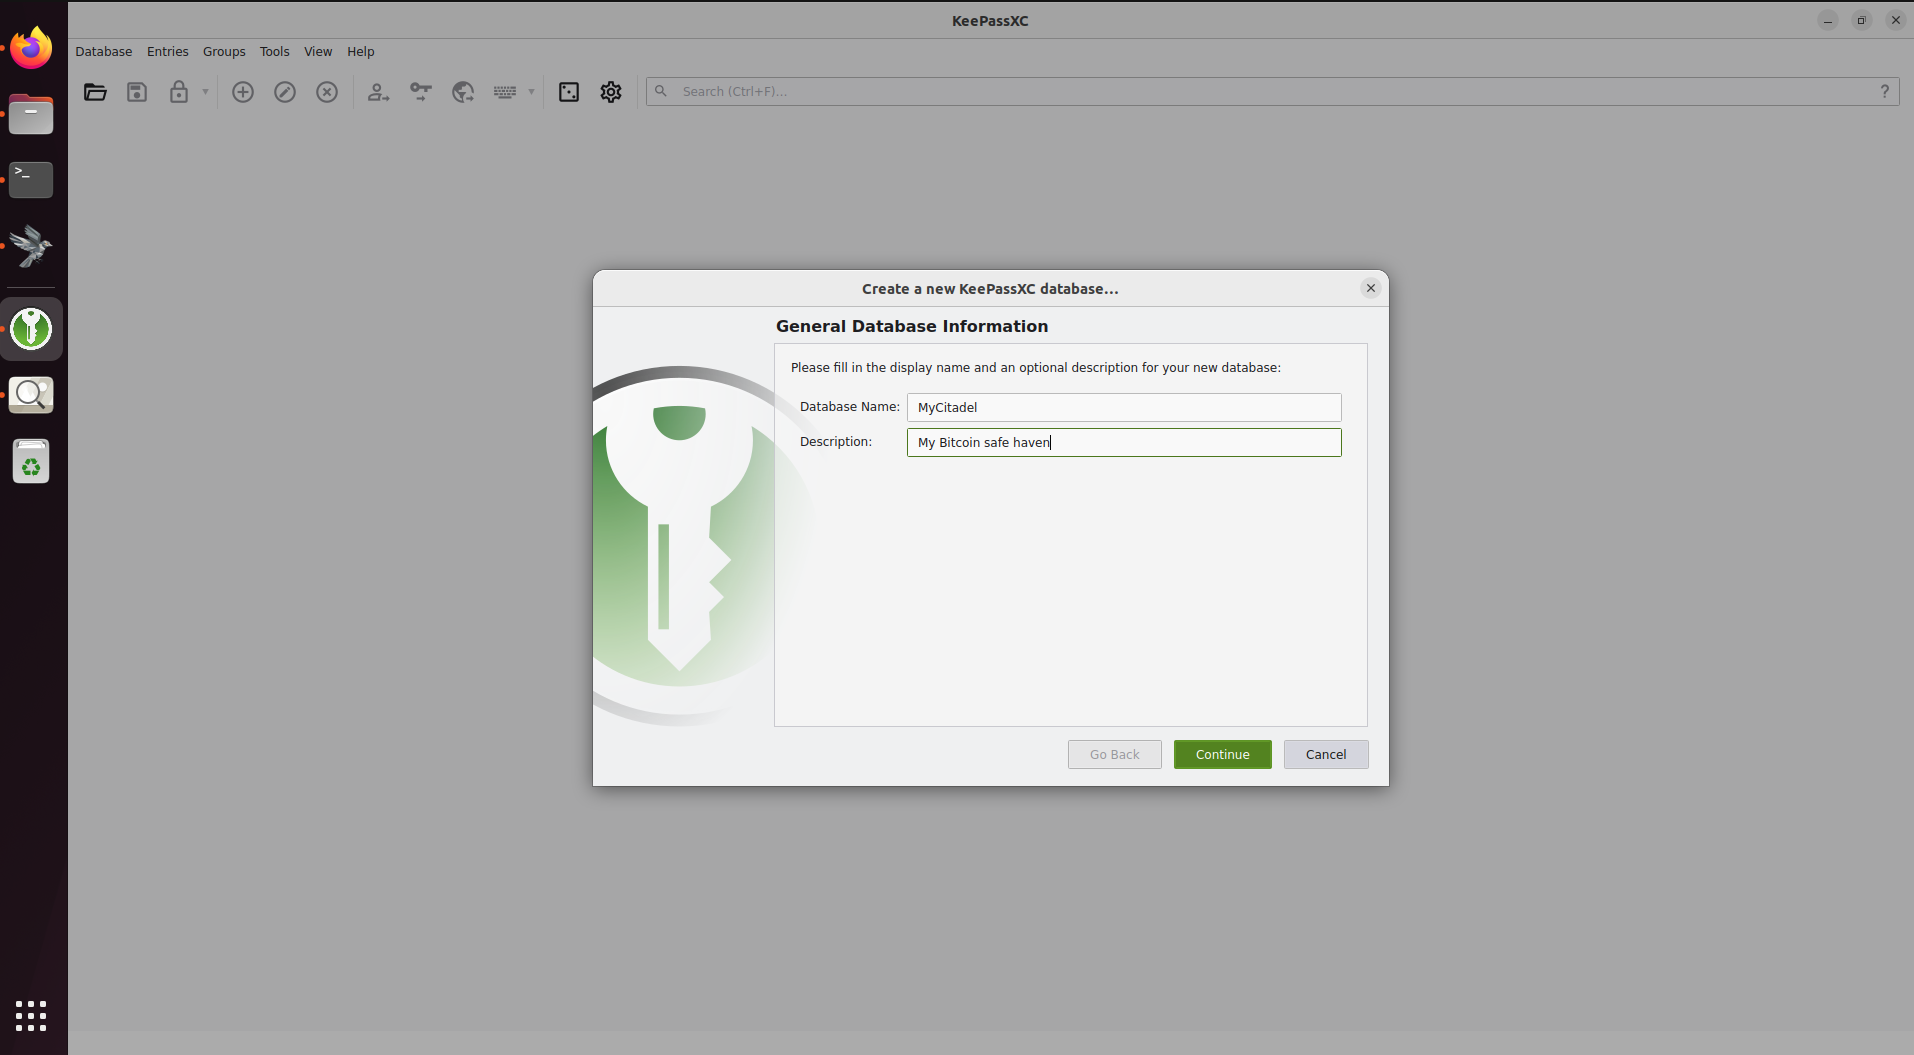 KeePassXC
Database Entries Groups Tools View Help
Search (Ctrl+F)... ?
>_
Create a new KeePassXC database...
General Database Information
Please fill in the display name and an optional description for your new database:
Database Name: MyCitadel
Description: My Bitcoin safe haven
Go Back Continue Cancel